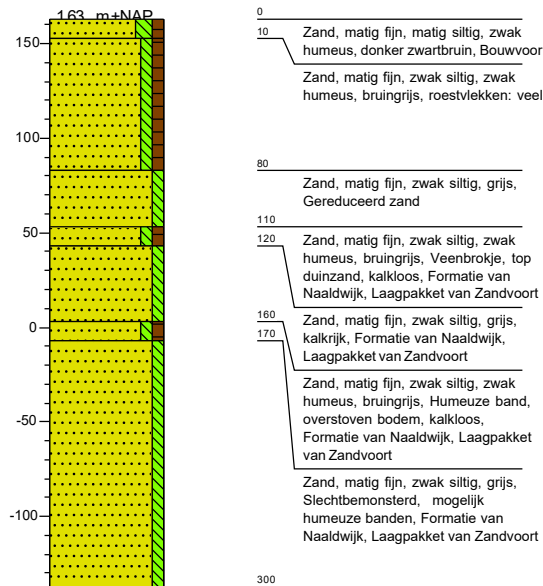 163 m+NAP
150
100
50
0
-50
-100
0
Zand, matig fijn, matig siltig, zwak
humeus, donker zwartbruin, Bouwvoor
10
Zand, matig fijn, zwak siltig, zwak
humeus, bruingrijs, roestvlekken: veel
80
Zand, matig fijn, zwak siltig, grijs,
Gereduceerd zand
110
Zand, matig fijn, zwak siltig, zwak
humeus, bruingrijs, Veenbrokje, top
duinzand, kalkloos, Formatie van
Naaldwijk, Laagpakket van Zandvoort
120
Zand, matig fijn, zwak siltig, grijs,
kalkrijk, Formatie van Naaldwijk,
Laagpakket van Zandvoort
160
Zand, matig fijn, zwak siltig, zwak
humeus, bruingrijs, Humeuze band,
overstoven bodem, kalkloos,
Formatie van Naaldwijk, Laagpakket
van Zandvoort
170
Zand, matig fijn, zwak siltig, grijs,
Slechtbemonsterd, mogelijk
humeuze banden, Formatie van
Naaldwijk, Laagpakket van Zandvoort
300